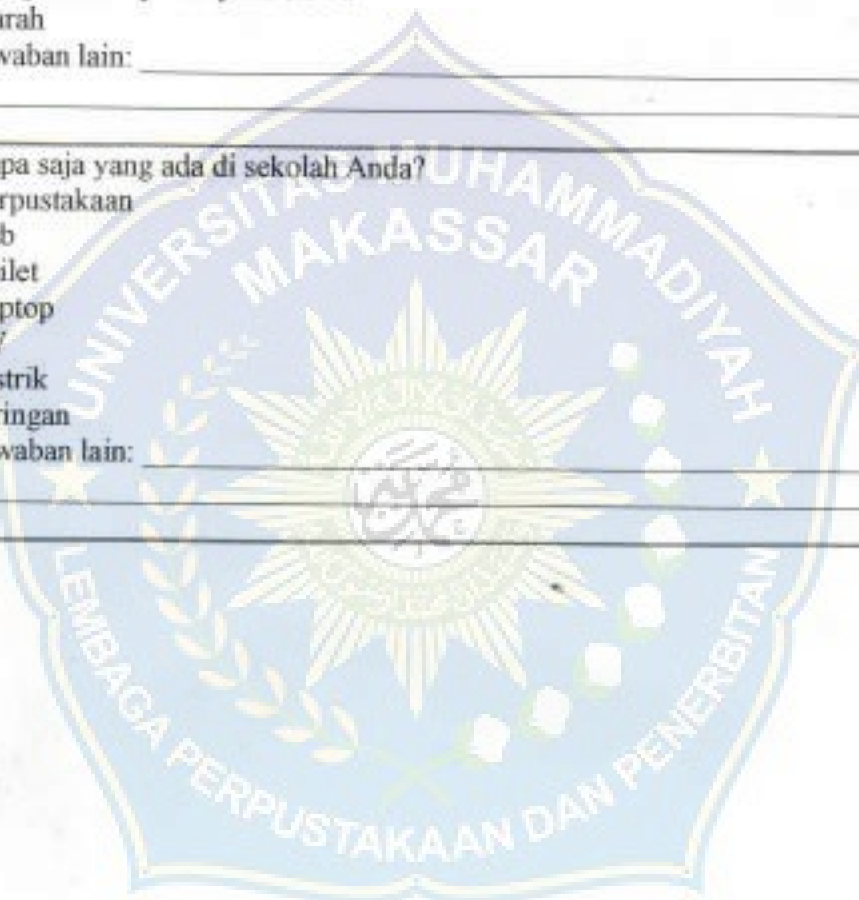 arah
waban lain:
pa saja yang ada di sekolah Anda?
rpustakaan
b
ilet
ptop
strik
ringan
waban lain:
UNIVERSITAS MUHAMMADIYAH
MAKASSAR
LEMBAGA PERPUSTAKAAN DAN PENERBITAN